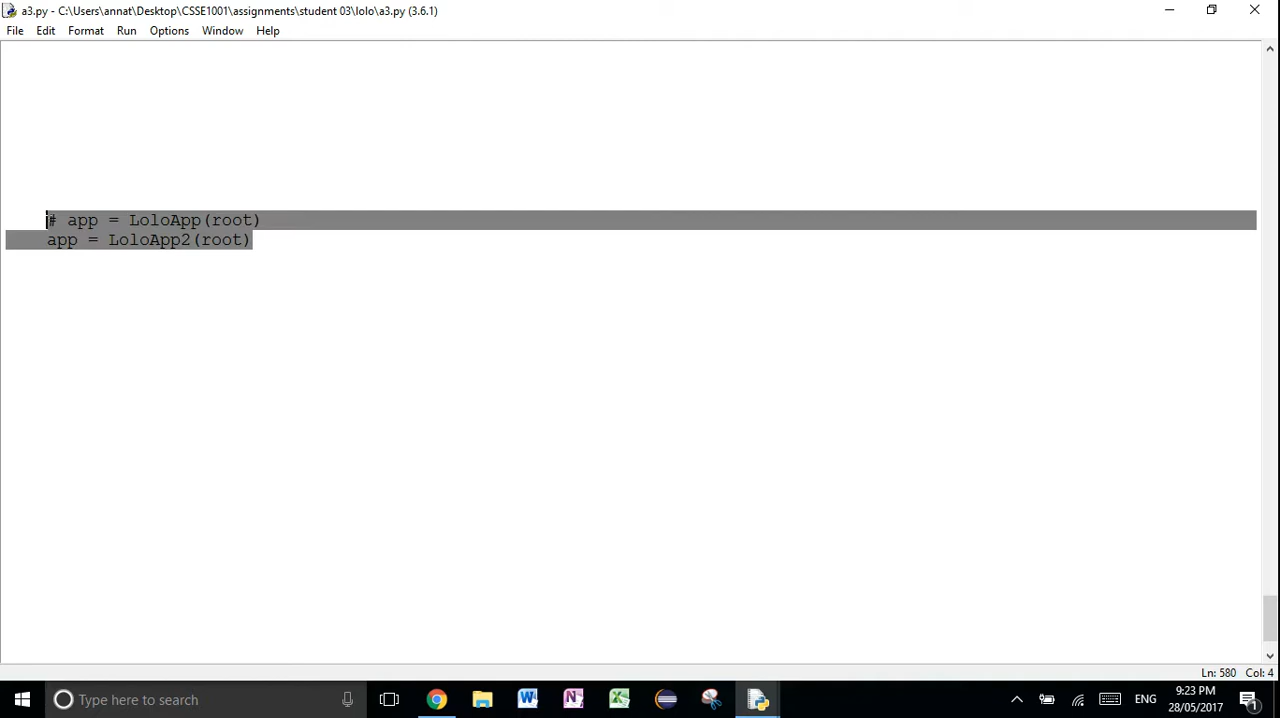 a3.py - C:\Users\annat\Desktop\CSSE1001\assignments\student 03\lolo\a3.py (3.6.1)
File Edit Format Run Options Window Help
# app = LoloApp(root)
app = LoloApp2(root)
Ln: 580 Col: 4
Type here to search
ENG
9:23 PM
28/05/2017
1